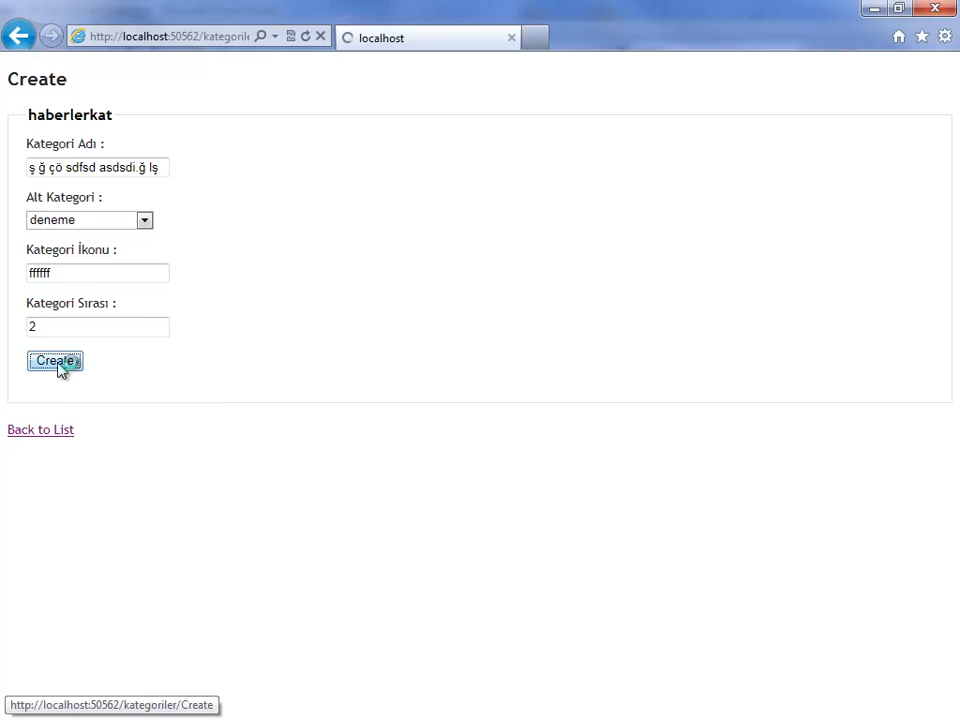 http://localhost:50562/kategorile
localhost
Create
haberlerkat
Kategori Adı :
ş ğ çö sdfsd asdsdi.ğ lş
Alt Kategori :
deneme
Kategori İkonu :
ffffff
Kategori Sırası :
2
Create
Back to List
http://localhost:50562/kategoriler/Create